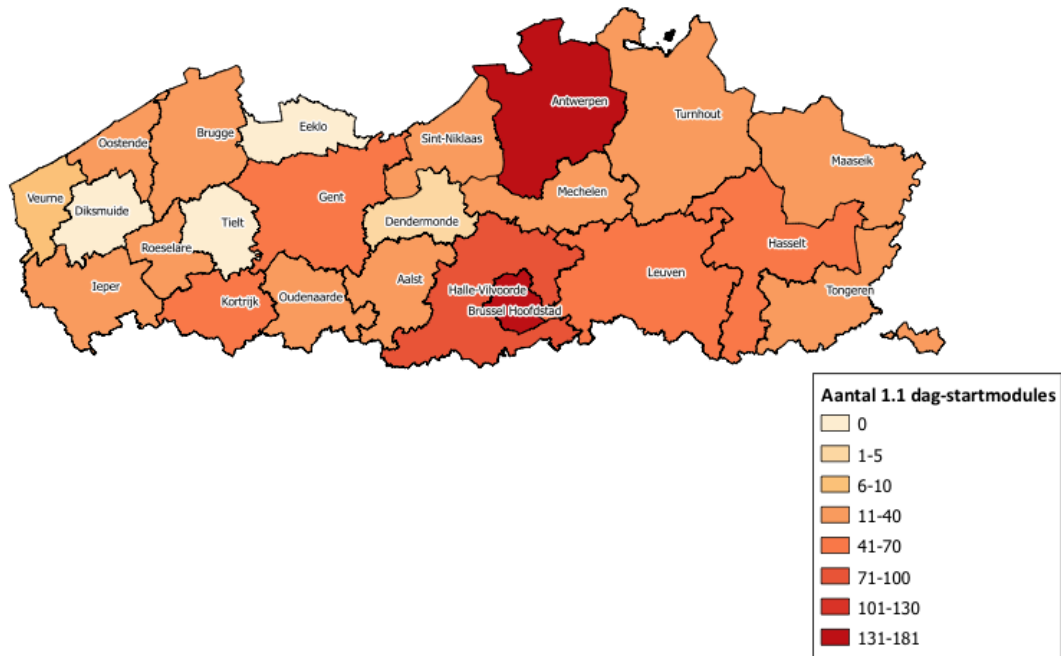 Antwerpen
Turnhout
Eeklo
Brugge
Sint-Niklaas
Oostende
Maaseik
Mechelen
Veurne
Gent
Diksmuide
Tielt
Dendermonde
Hasselt
Roeselare
Leuven
Aalst
Ieper
Halle-Vilvoorde
Tongeren
Kortrijk
Oudenaarde
Brussel Hoofdstad
Aantal 1.1 dag-startmodules
0
1-5
6-10
11-40
41-70
71-100
101-130
131-181